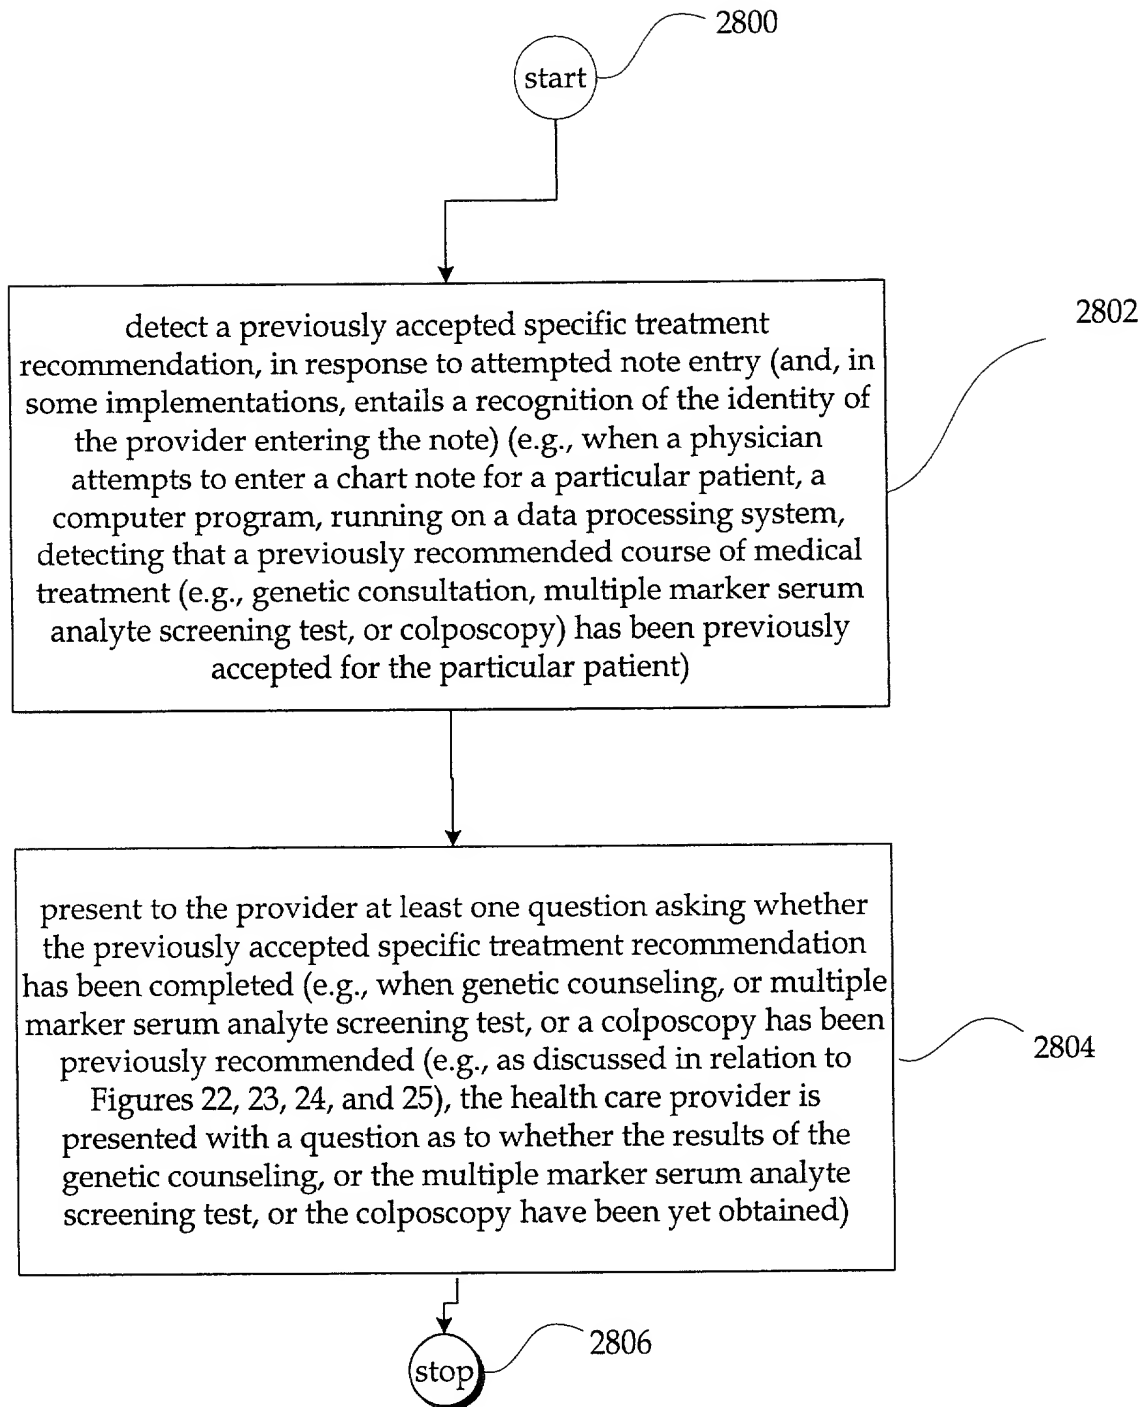 2800
start
2802
detect a previously accepted specific treatment
recommendation, in response to attempted note entry (and, in
some implementations, entails a recognition of the identity of
the provider entering the note) (e.g., when a physician
attempts to enter a chart note for a particular patient, a
computer program, running on a data processing system,
detecting that a previously recommended course of medical
treatment (e.g., genetic consultation, multiple marker serum
analyte screening test, or colposcopy) has been previously
accepted for the particular patient)
present to the provider at least one question asking whether
the previously accepted specific treatment recommendation
has been completed (e.g., when genetic counseling, or multiple
marker serum analyte screening test, or a colposcopy has been
previously recommended (e.g., as discussed in relation to
Figures 22, 23, 24, and 25), the health care provider is
presented with a question as to whether the results of the
genetic counseling, or the multiple marker serum analyte
screening test, or the colposcopy have been yet obtained)
2804
2806
stop